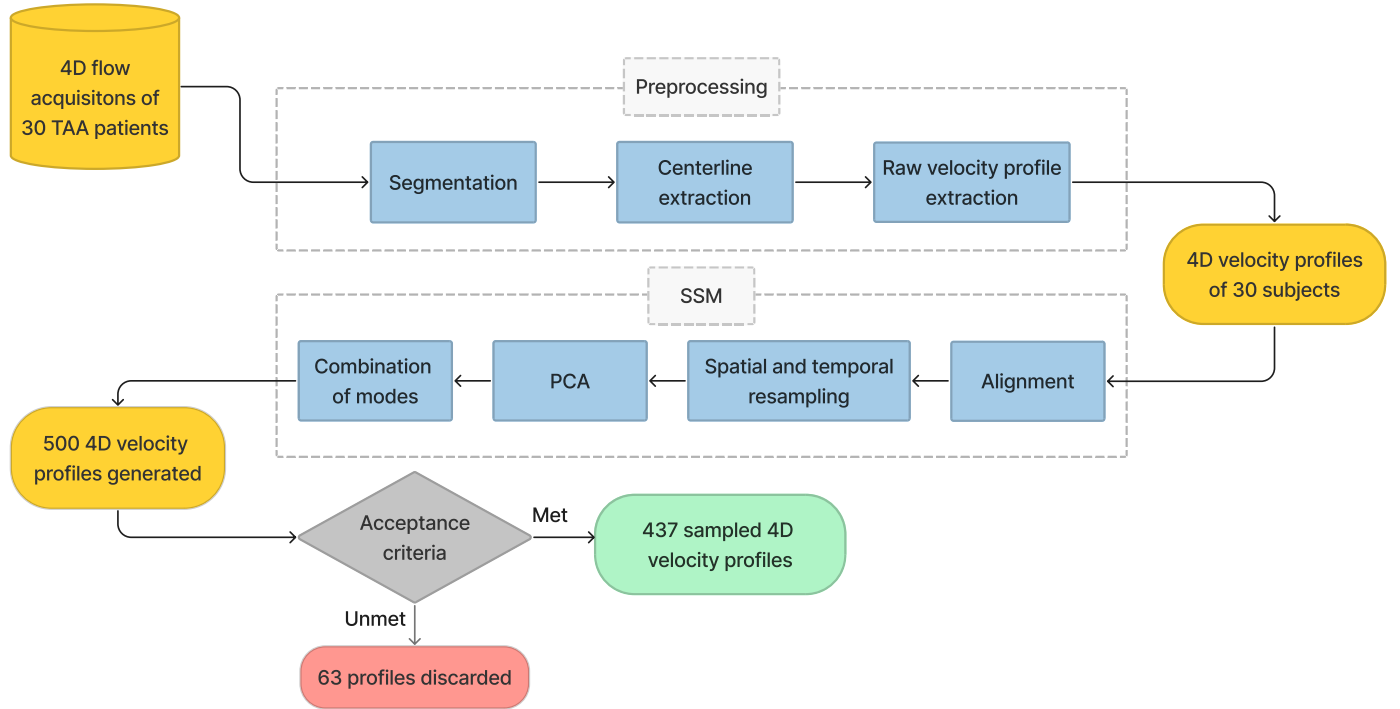 4D flow
acquisitons of
30 TAA patients
Preprocessing
Segmentation
Centerline
extraction
Raw velocity profile
extraction
4D velocity profiles
of 30 subjects
SSM
Alignment
Spatial and temporal
resampling
PCA
Combination
of modes
500 4D velocity
profiles generated
Acceptance
criteria
Met
437 sampled 4D
velocity profiles
Unmet
63 profiles discarded